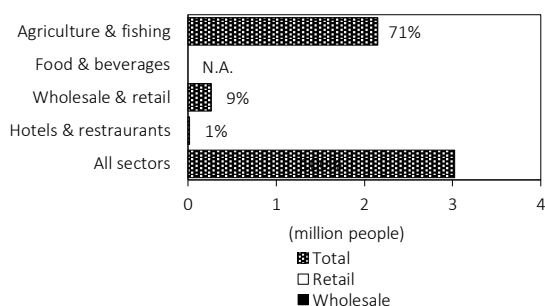 Agriculture & fishing 71%
Food & beverages N.A.
Wholesale & retail 9%
Hotels & restraurants 1%
All sectors
0 1 2 3 4
(million people)
Total
Retail
Wholesale